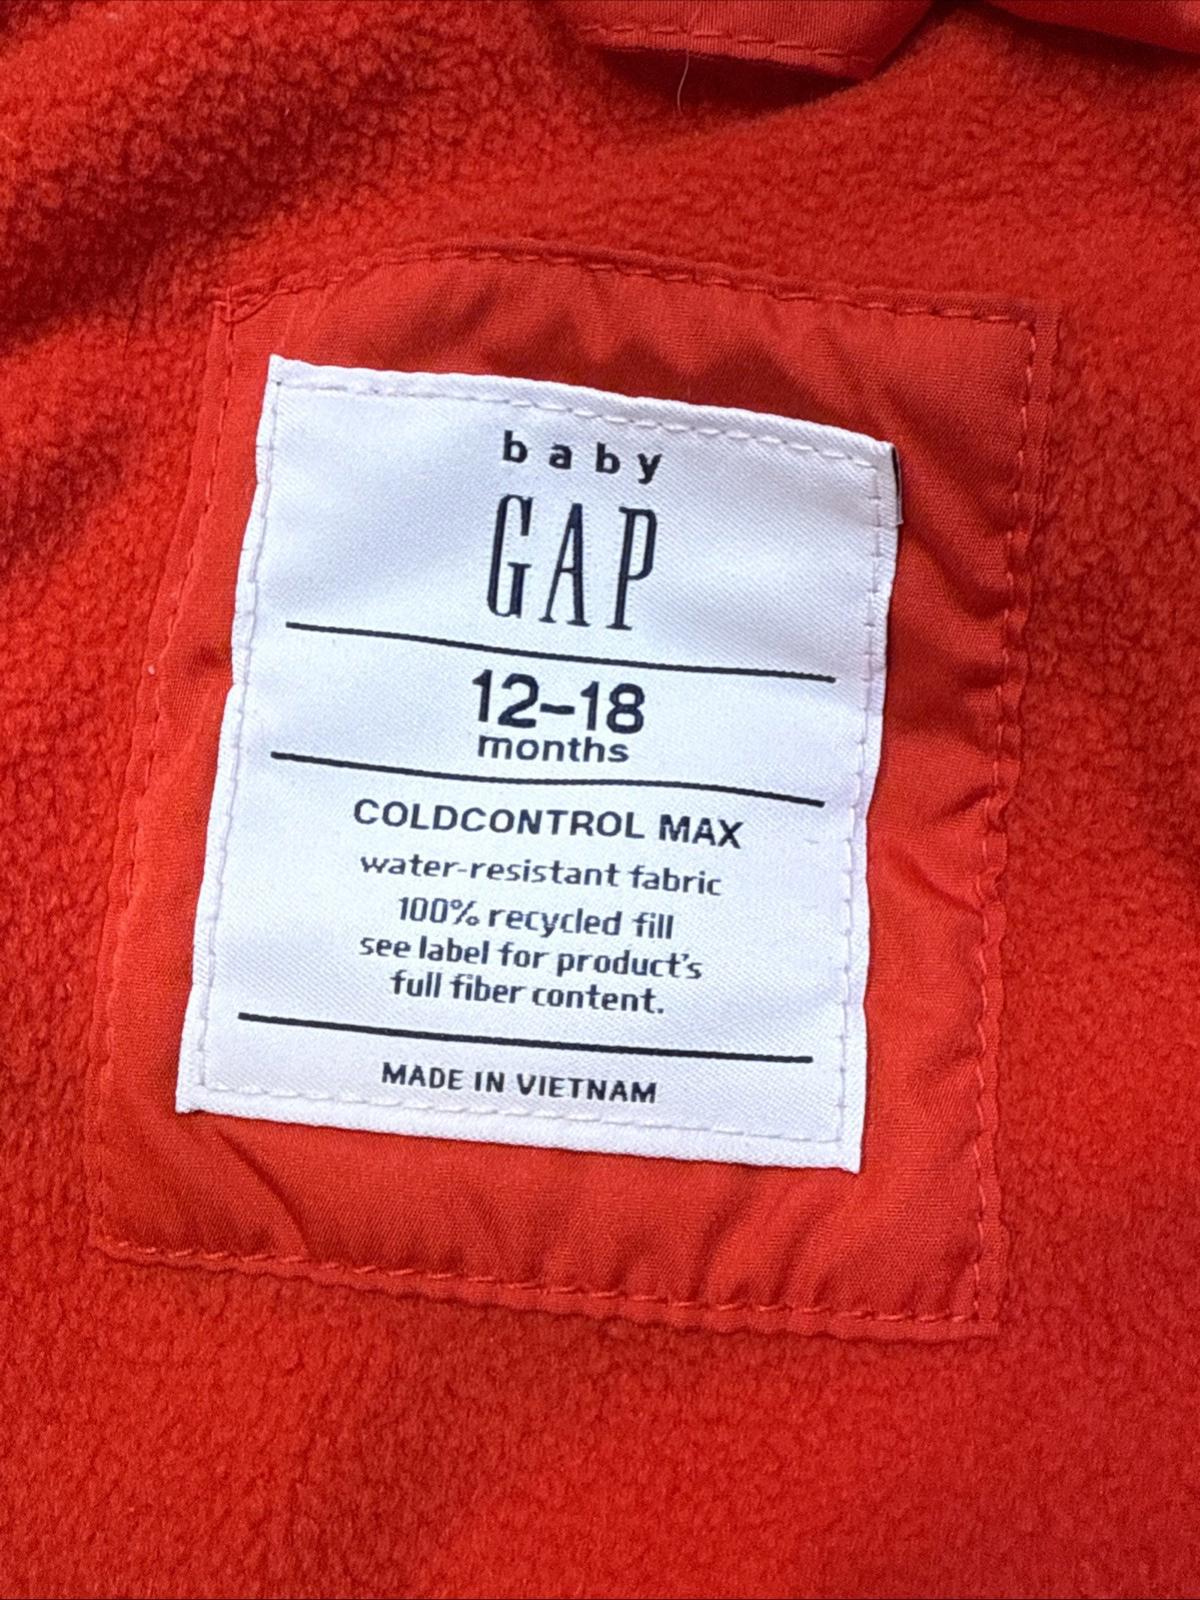 baby
GAP
12-18
months
COLDCONTROL MAX
water-resistant fabric
100% recycled fill
see label for product's
full fiber content.
MADE IN VIETNAM